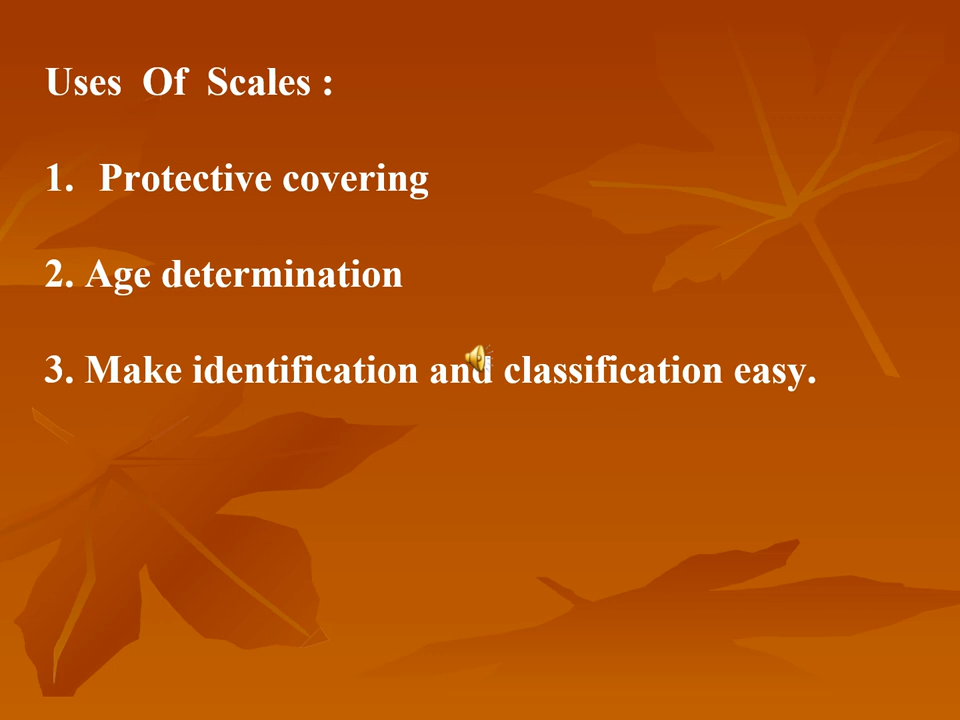 Uses Of Scales :
1. Protective covering
2. Age determination
3. Make identification and classification easy.